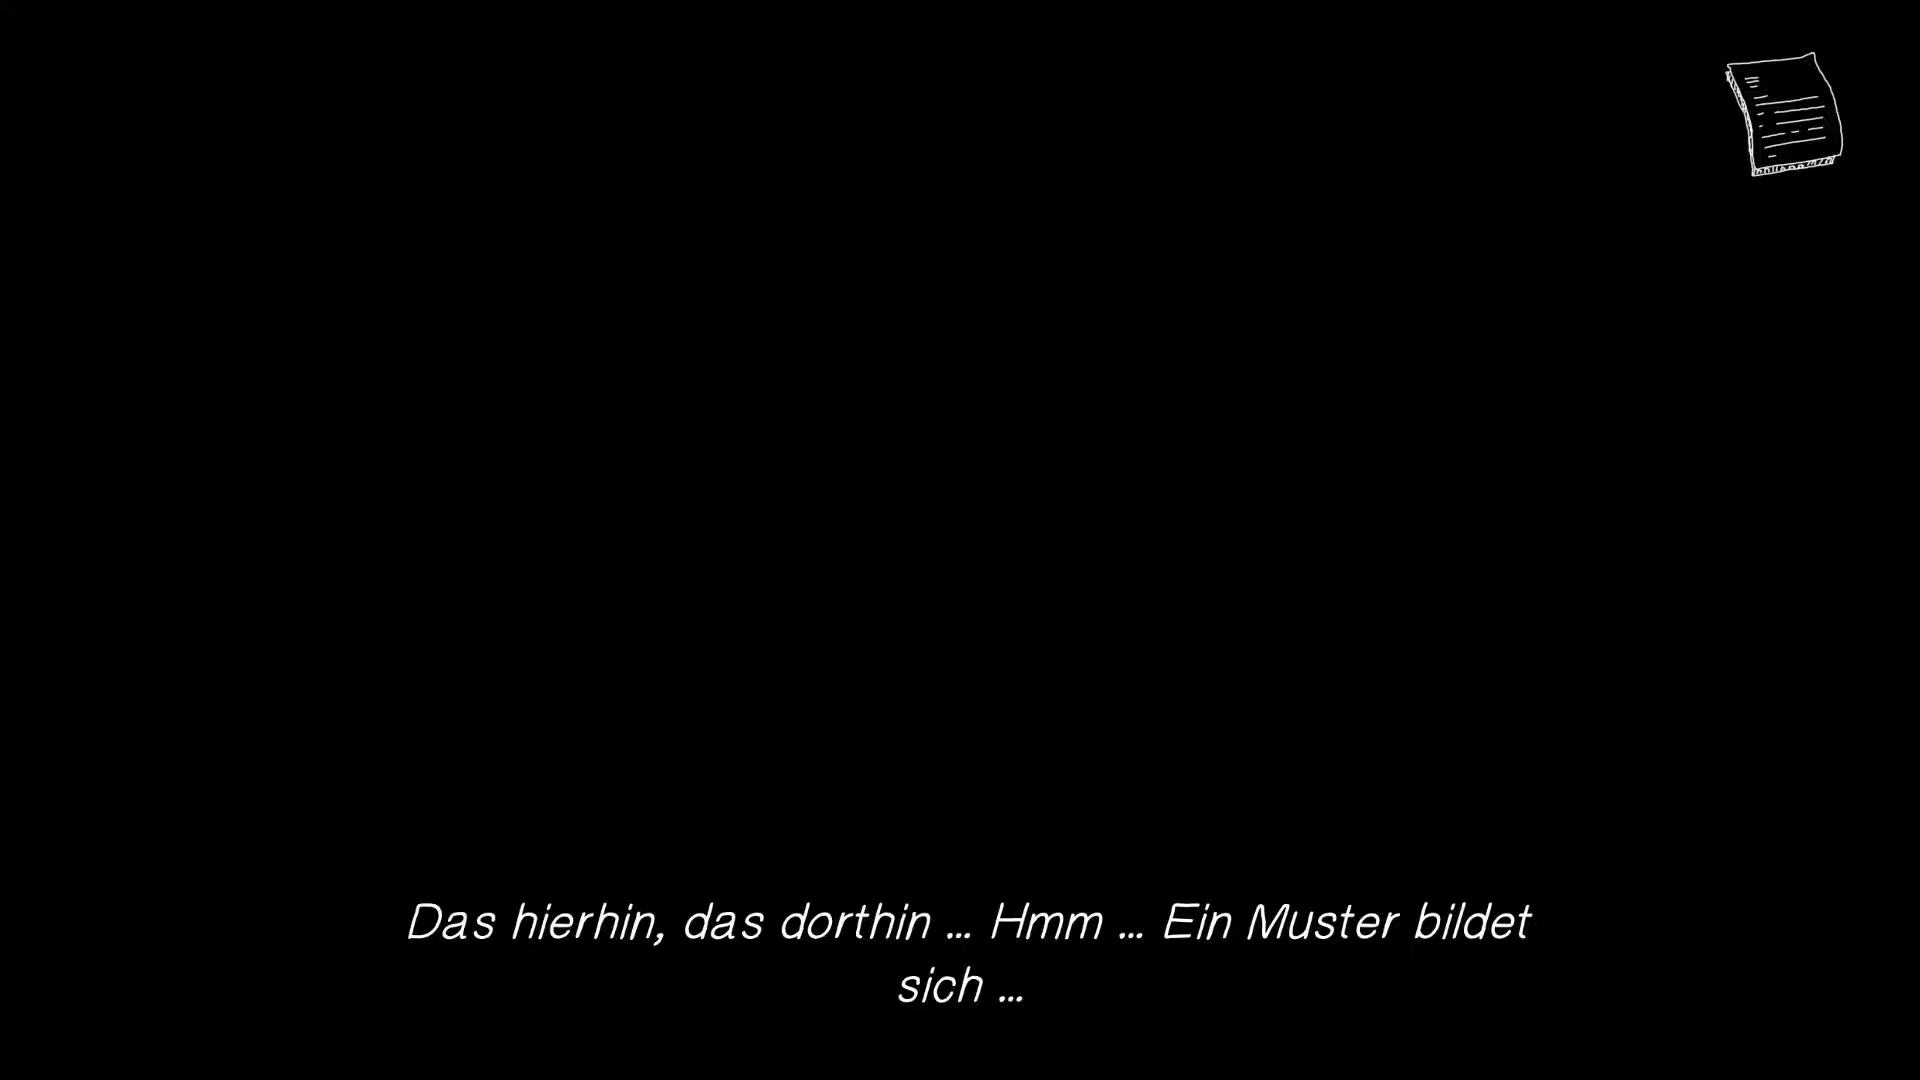 Das hierhin, das dorthin … Hmm … Ein Muster bildet
sich …